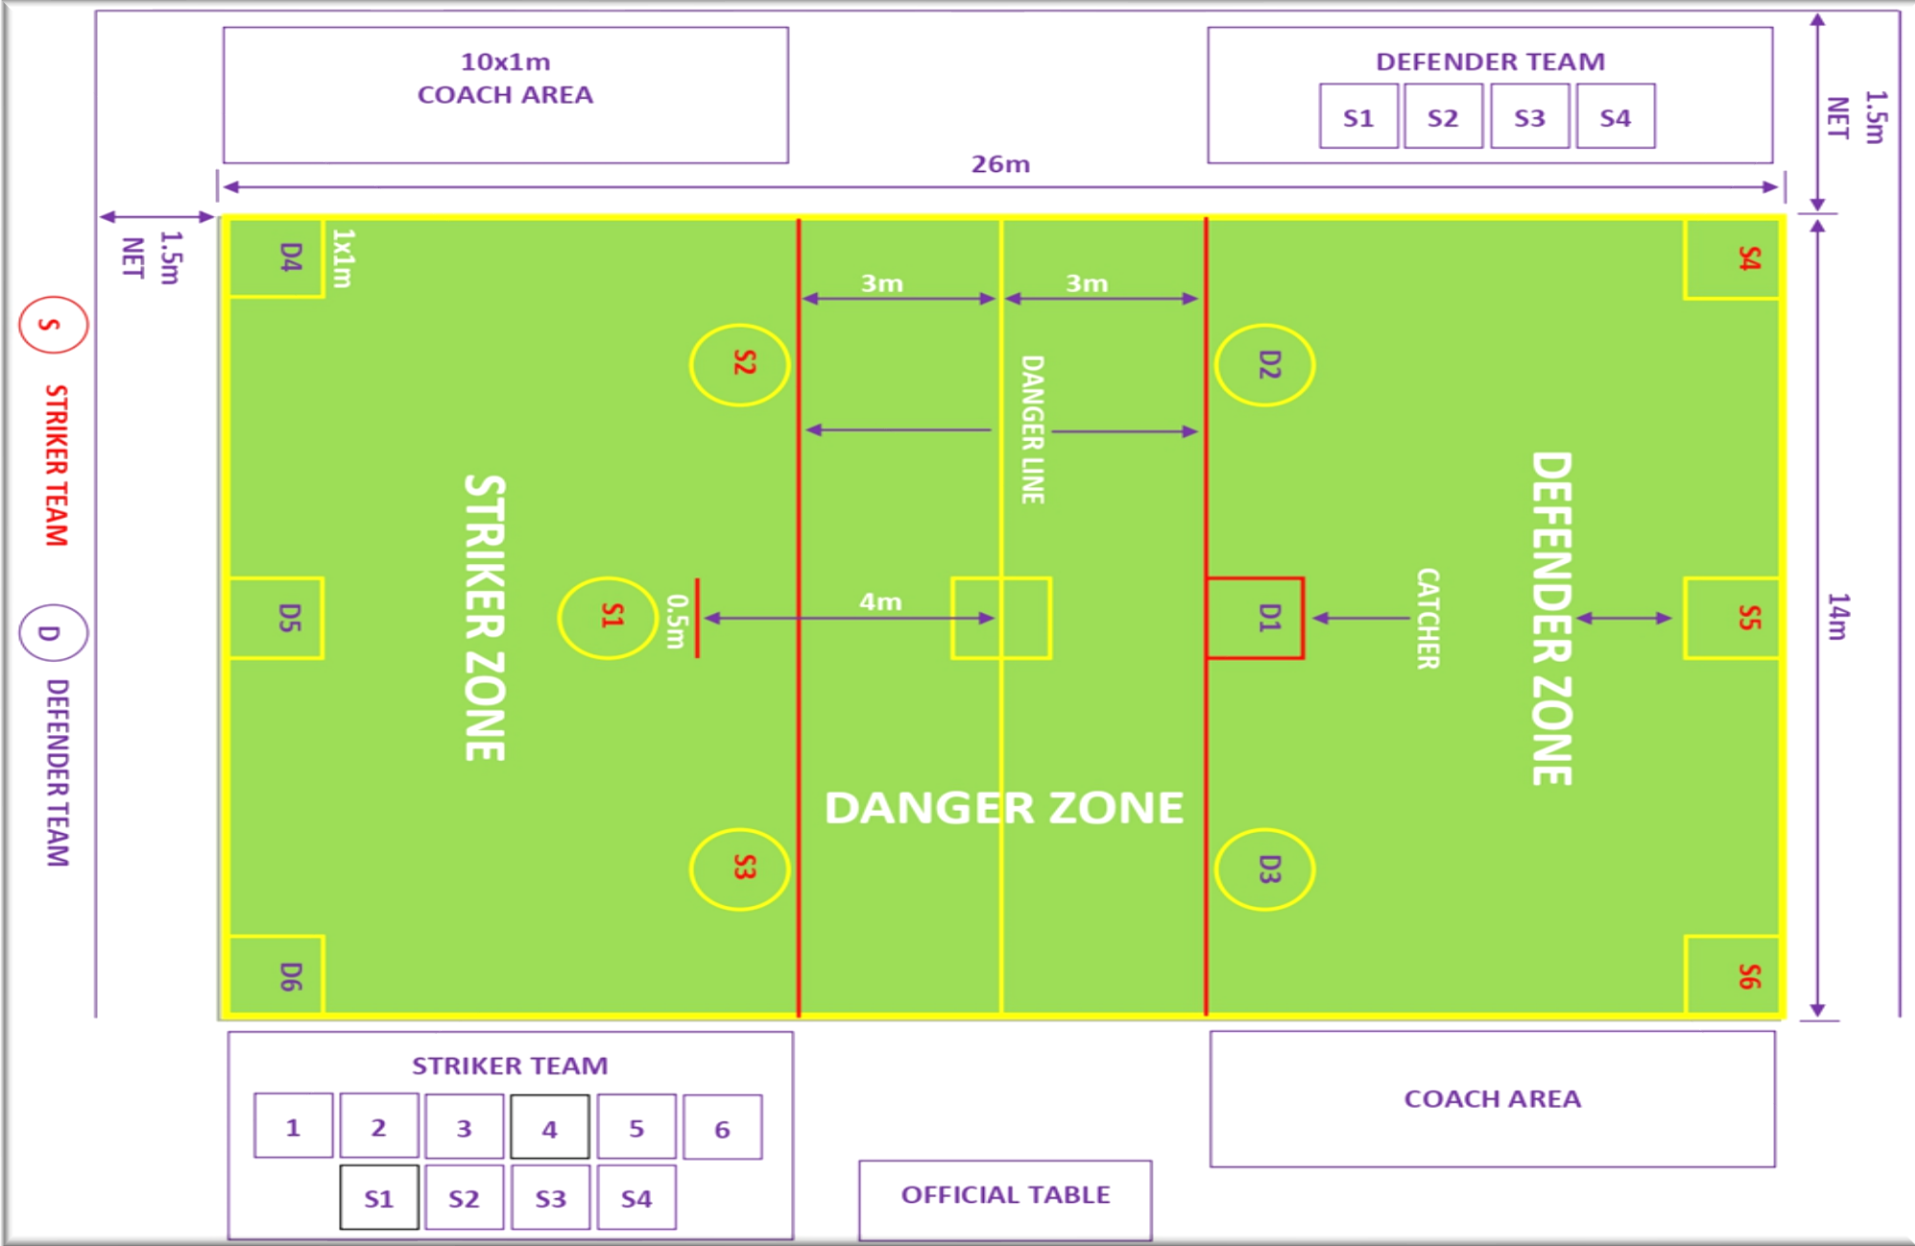 10x1m
COACH AREA
DEFENDER TEAM
S1 S2 S3 S4
1.5m
NET
26m
1.5m
NET
D4
1x1m
S4
3m
3m
S2
D2
DANGER LINE
S
STRIKER TEAM
D
DEFENDER TEAM
STRIKER ZONE
DEFENDER ZONE
D5
S1
0.5m
4m
D1
CATCHER
S5
14m
DANGER ZONE
S3
D3
D6
S6
STRIKER TEAM
1 2 3 4 5 6
S1 S2 S3 S4
OFFICIAL TABLE
COACH AREA